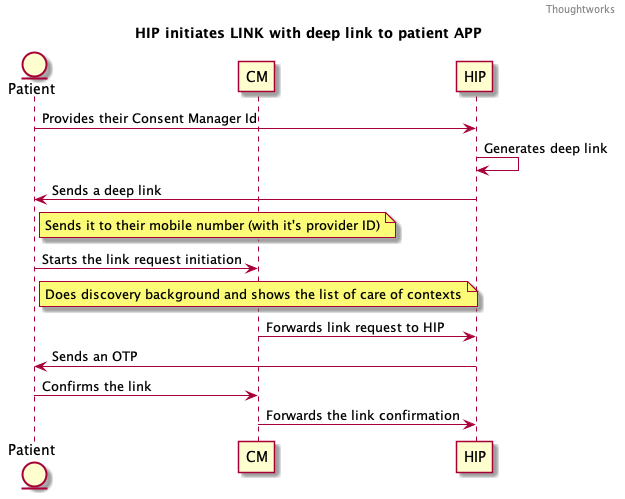 Thoughtworks
HIP initiates LINK with deep link to patient APP
Patient
CM
HIP
Provides their Consent Manager Id
Generates deep link
Sends a deep link
Sends it to their mobile number (with it's provider ID)
Starts the link request initiation
Does discovery background and shows the list of care of contexts
Forwards link request to HIP
Sends an OTP
Confirms the link
Forwards the link confirmation
Patient
CM
HIP